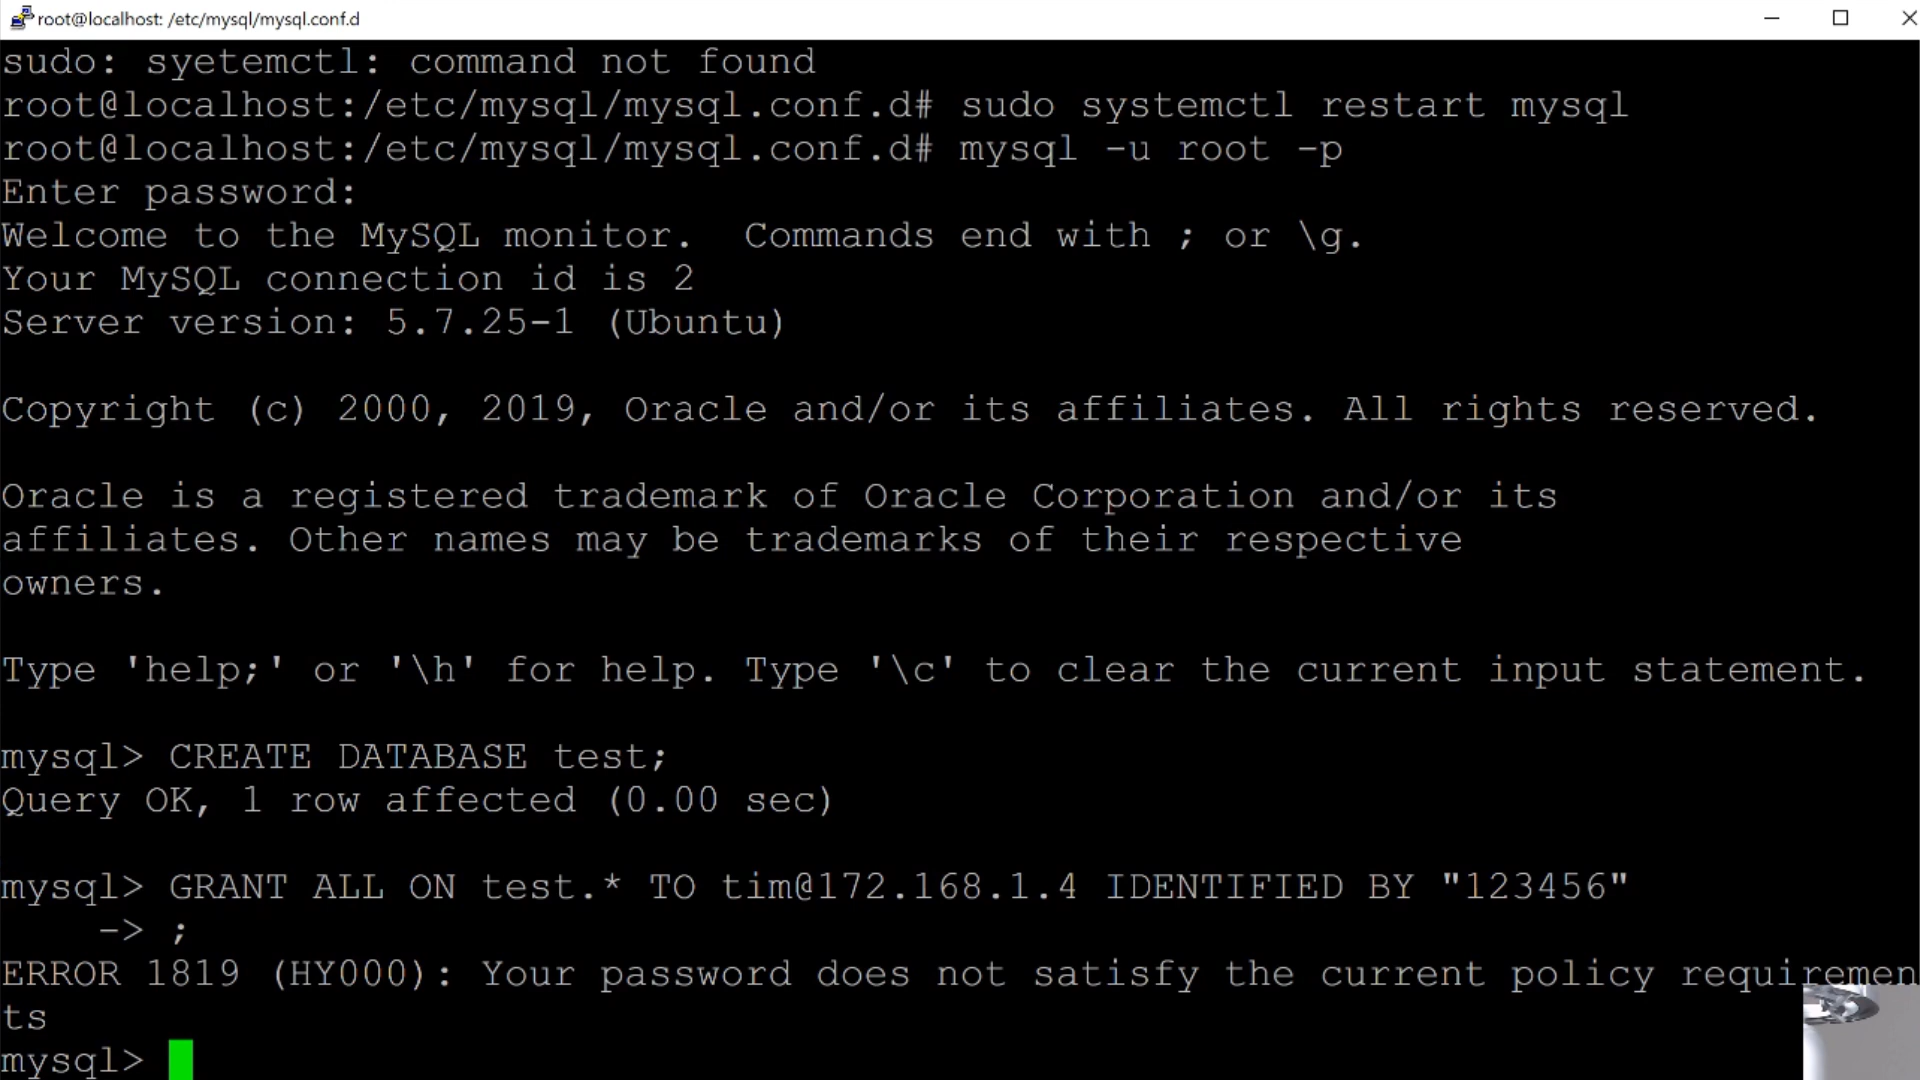 root@localhost: /etc/mysql/mysql.conf.d
sudo: syetemctl: command not found
root@localhost:/etc/mysql/mysql.conf.d# sudo systemctl restart mysql
root@localhost:/etc/mysql/mysql.conf.d# mysql -u root -p
Enter password:
Welcome to the MySQL monitor.  Commands end with ; or \g.
Your MySQL connection id is 2
Server version: 5.7.25-1 (Ubuntu)
Copyright (c) 2000, 2019, Oracle and/or its affiliates. All rights reserved.
Oracle is a registered trademark of Oracle Corporation and/or its
affiliates. Other names may be trademarks of their respective
owners.
Type 'help;' or '\h' for help. Type '\c' to clear the current input statement.
mysql> CREATE DATABASE test;
Query OK, 1 row affected (0.00 sec)
mysql> GRANT ALL ON test.* TO tim@172.168.1.4 IDENTIFIED BY "123456"
    -> ;
ERROR 1819 (HY000): Your password does not satisfy the current policy requiremen
ts
mysql>